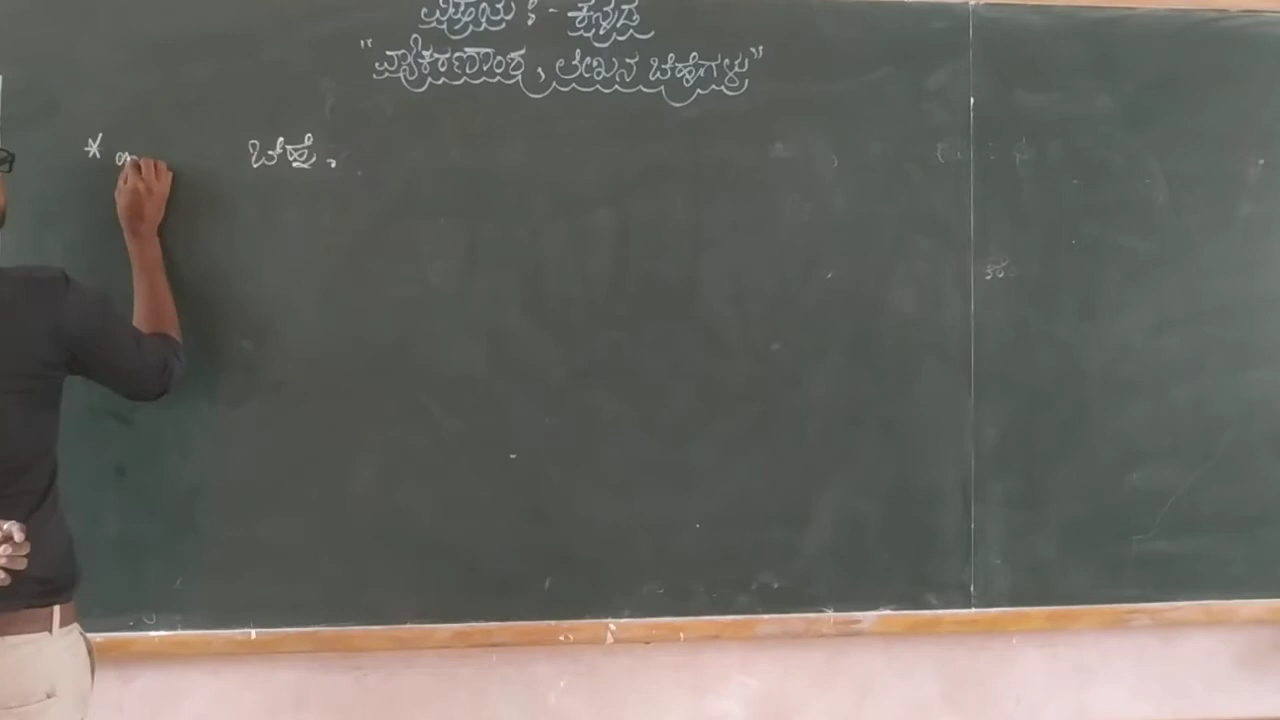 ವಿಷಯ :- ಕನ್ನಡ
"ವ್ಯಾಕರಣಾಂಶ, ಲೇಖನ ಚಿಹ್ನೆಗಳು"
* ಚಿಹ್ನೆ ,